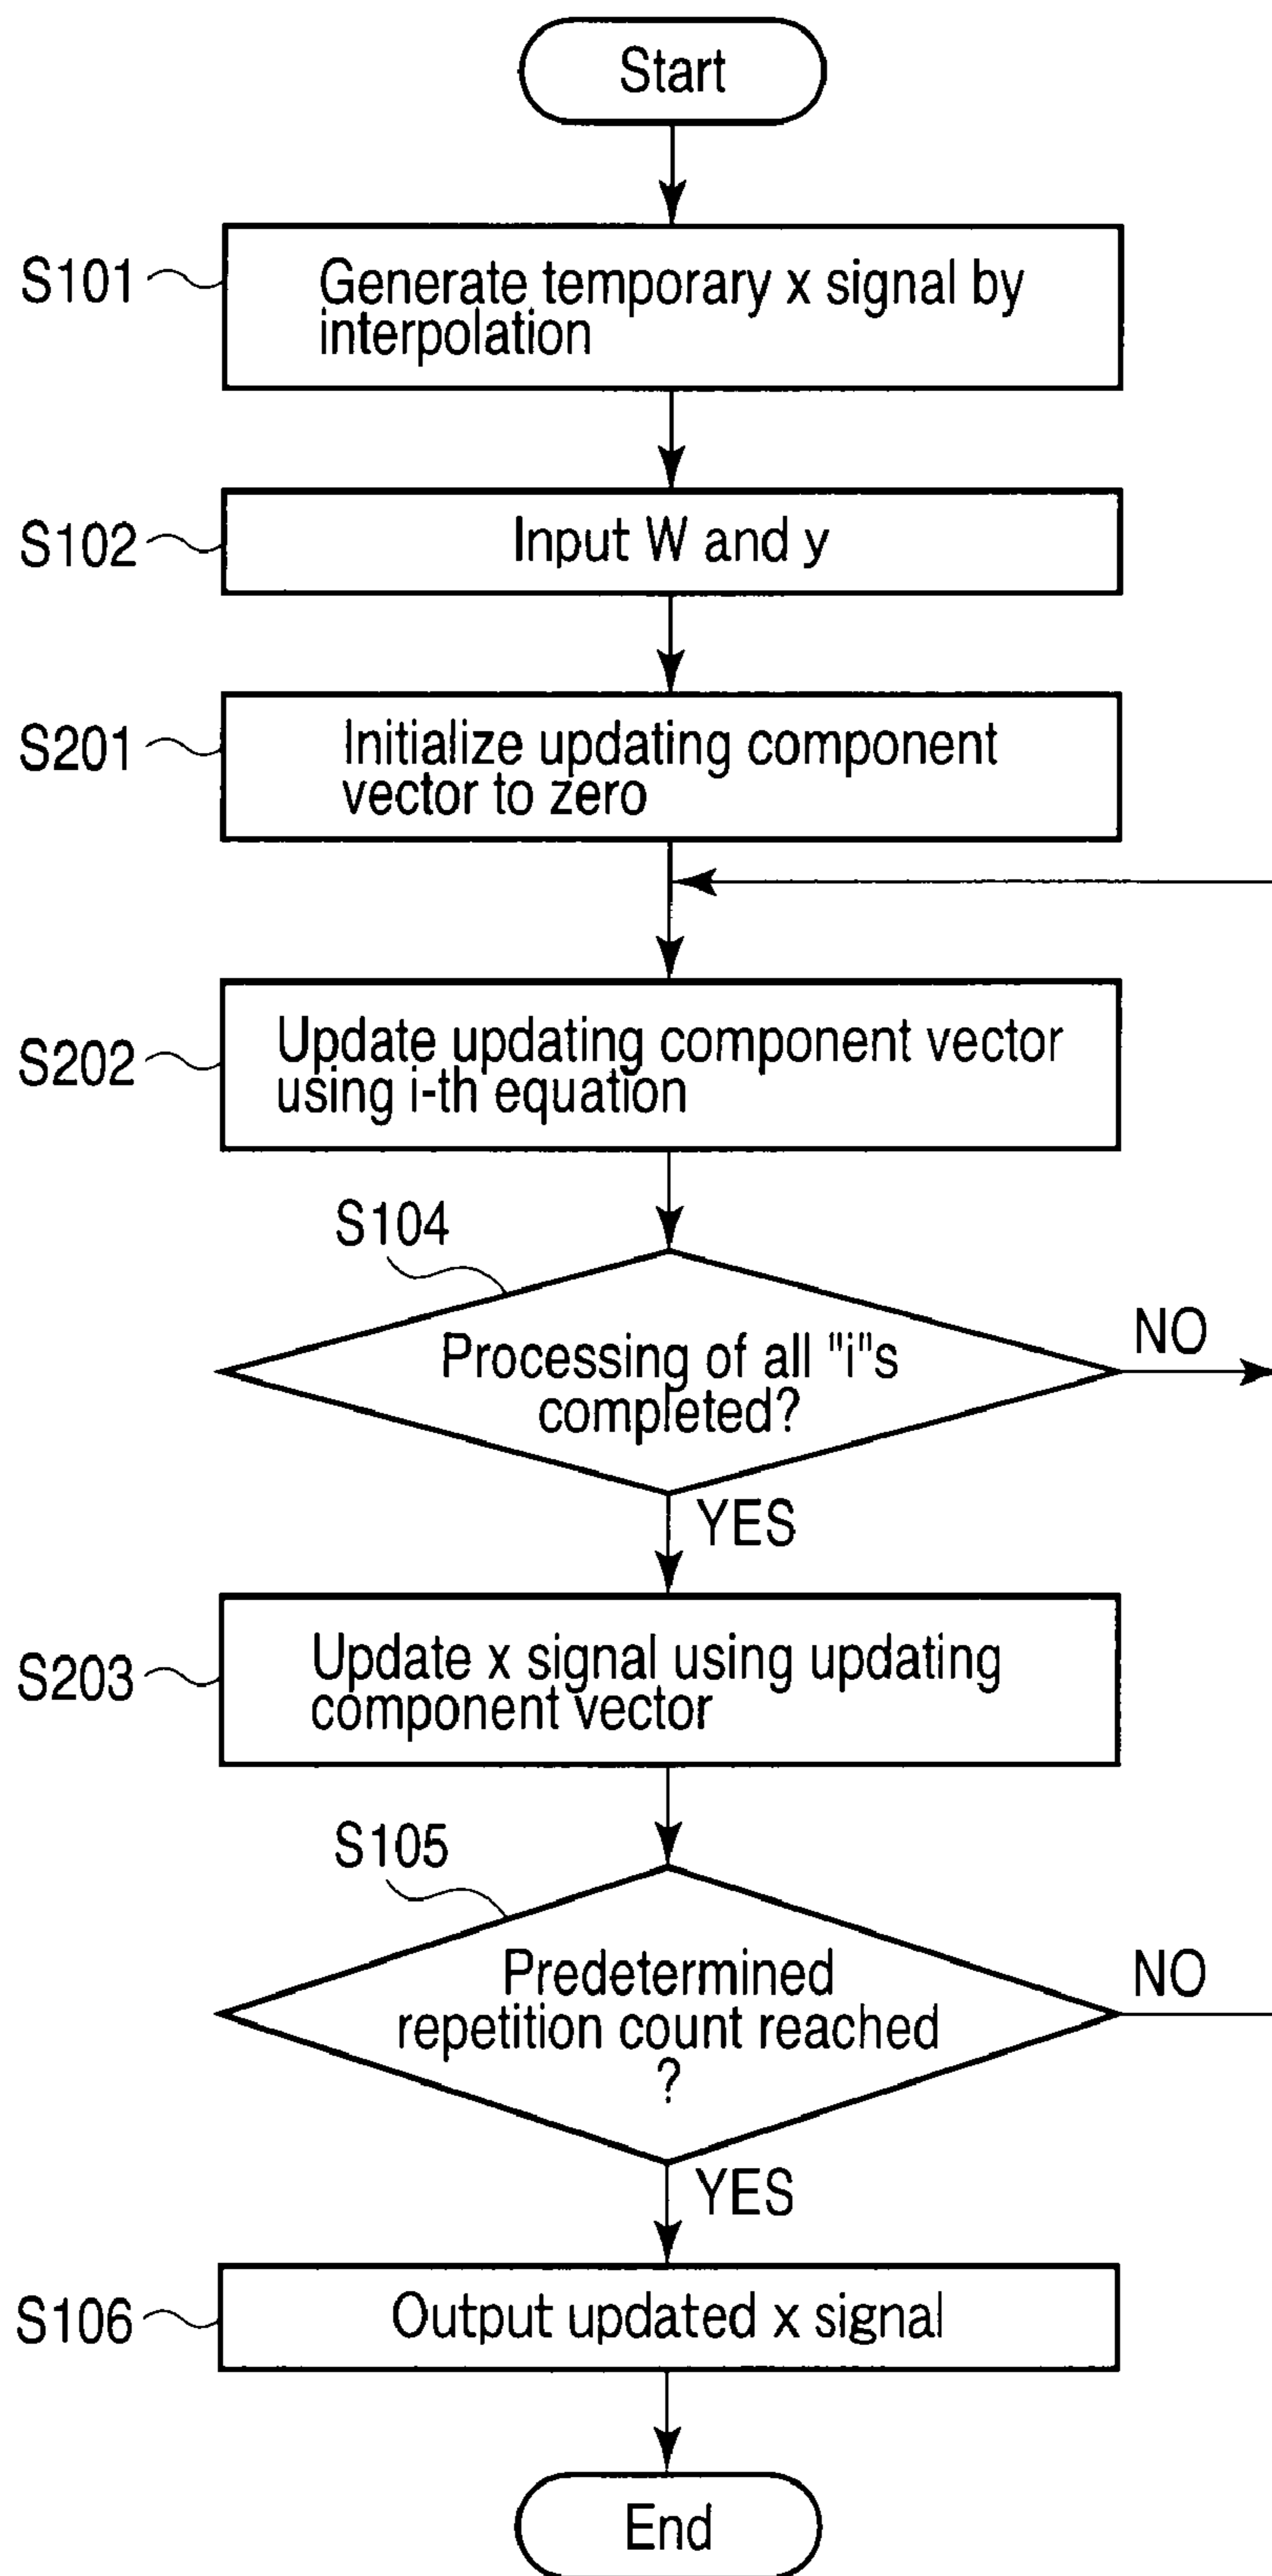 Start
S101
Generate temporary x signal by
interpolation
S102
Input W and y
S201
Initialize updating component
vector to zero
S202
Update updating component vector
using i-th equation
S104
Processing of all "i"s
completed?
NO
YES
S203
Update x signal using updating
component vector
S105
Predetermined
repetition count reached
?
NO
YES
S106
Output updated x signal
End